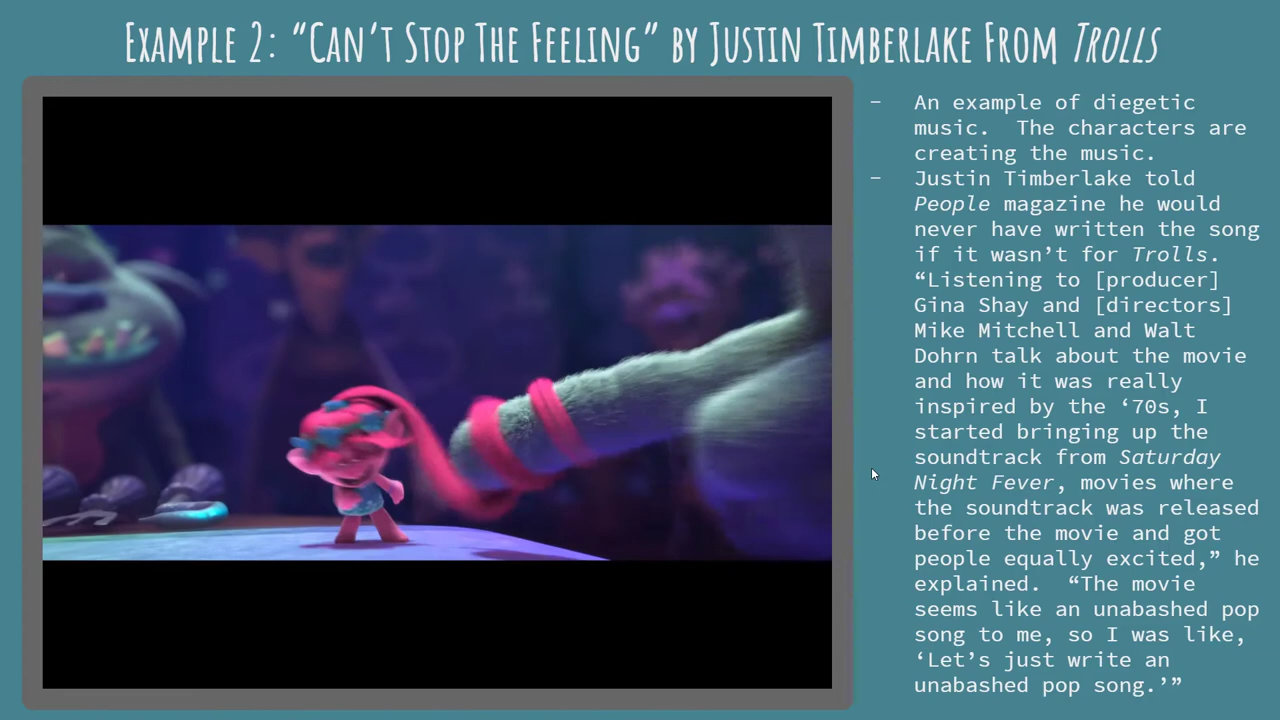 Example 2: “Can’t Stop The Feeling” by Justin Timberlake From Trolls
- An example of diegetic
music.  The characters are
creating the music.
- Justin Timberlake told
People magazine he would
never have written the song
if it wasn’t for Trolls.
“Listening to [producer]
Gina Shay and [directors]
Mike Mitchell and Walt
Dohrn talk about the movie
and how it was really
inspired by the ‘70s, I
started bringing up the
soundtrack from Saturday
Night Fever, movies where
the soundtrack was released
before the movie and got
people equally excited,” he
explained.  “The movie
seems like an unabashed pop
song to me, so I was like,
‘Let’s just write an
unabashed pop song.’”